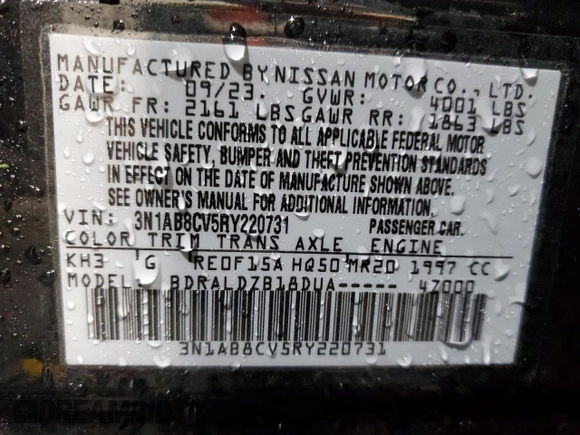 MANUFACTURED BY NISSAN MOTOR CO., LTD.
DATE: 09/23. GVWR: 4001 LBS
GAWR FR: 2161 LBS GAWR RR: 1863 LBS
THIS VEHICLE CONFORMS TO ALL APPLICABLE FEDERAL MOTOR
VEHICLE SAFETY, BUMPER AND THEFT PREVENTION STANDARDS
IN EFFECT ON THE DATE OF MANUFACTURE SHOWN ABOVE.
SEE OWNER'S MANUAL FOR ADDITIONAL INFORMATION.
VIN: 3N1AB8CV5RY220731 PASSENGER CAR.
COLOR TRIM TRANS AXLE ENGINE
KH3 G RE0F15A HQ50 MR20 1997 CC
MODEL: BDRALDZB18DUA----- 47000
3N1AB8CV5RY220731